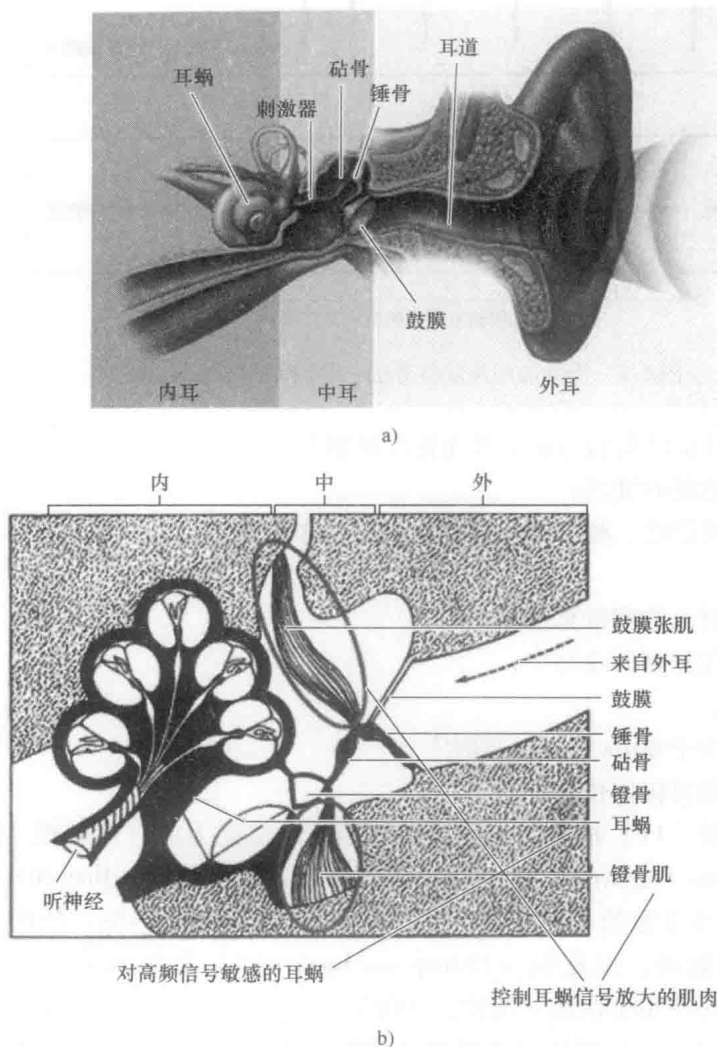 耳蜗
刺激器
砧骨
锤骨
耳道
鼓膜
内耳
中耳
外耳
a)
内
中
外
鼓膜张肌
来自外耳
鼓膜
锤骨
砧骨
镫骨
耳蜗
镫骨肌
听神经
对高频信号敏感的耳蜗
控制耳蜗信号放大的肌肉
b)